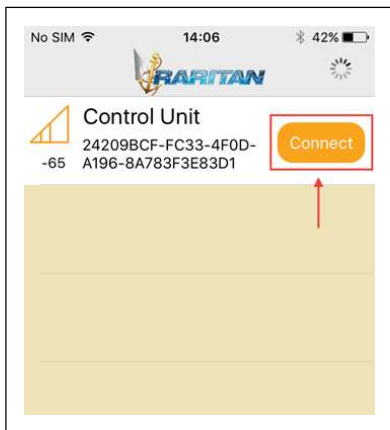 No SIM 14:06 42%
RARITAN
Control Unit
24209BCF-FC33-4F0D-
A196-8A783F3E83D1
-65
Connect